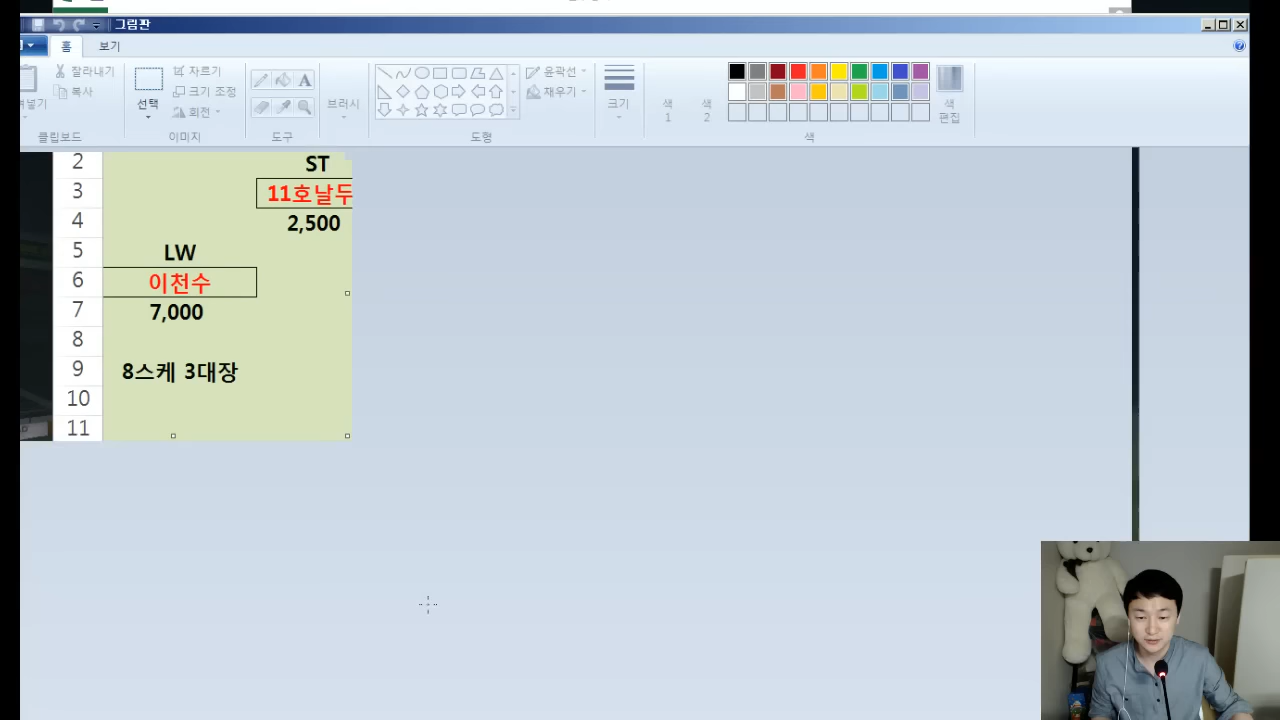 그림판
홈 보기
잘라내기
복사
클립보드
선택
자르기
크기 조정
회전
이미지
도구
브러시
도형
윤곽선
채우기
크기
색 1
색 2
색
색 편집
2 ST
3 11호날두
4 2,500
5 LW
6 이천수
7 7,000
8
9 8스케 3대장
10
11